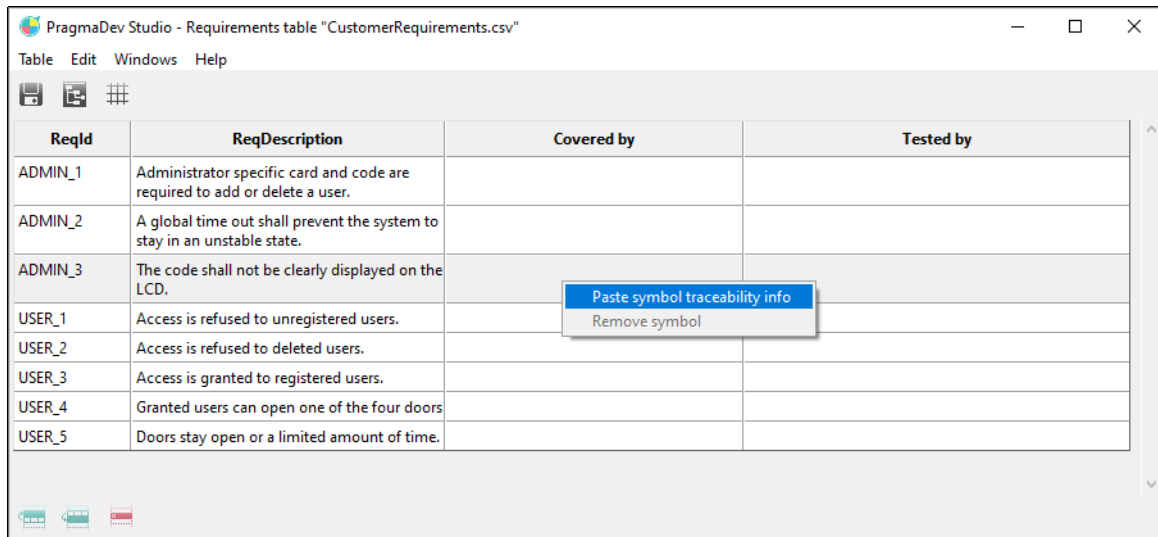 PragmaDev Studio - Requirements table "CustomerRequirements.csv"
Table Edit Windows Help
ReqId ReqDescription Covered by Tested by
ADMIN_1 Administrator specific card and code are
required to add or delete a user.
ADMIN_2 A global time out shall prevent the system to
stay in an unstable state.
ADMIN_3 The code shall not be clearly displayed on the
LCD.
Paste symbol traceability info
Remove symbol
USER_1 Access is refused to unregistered users.
USER_2 Access is refused to deleted users.
USER_3 Access is granted to registered users.
USER_4 Granted users can open one of the four doors
USER_5 Doors stay open or a limited amount of time.